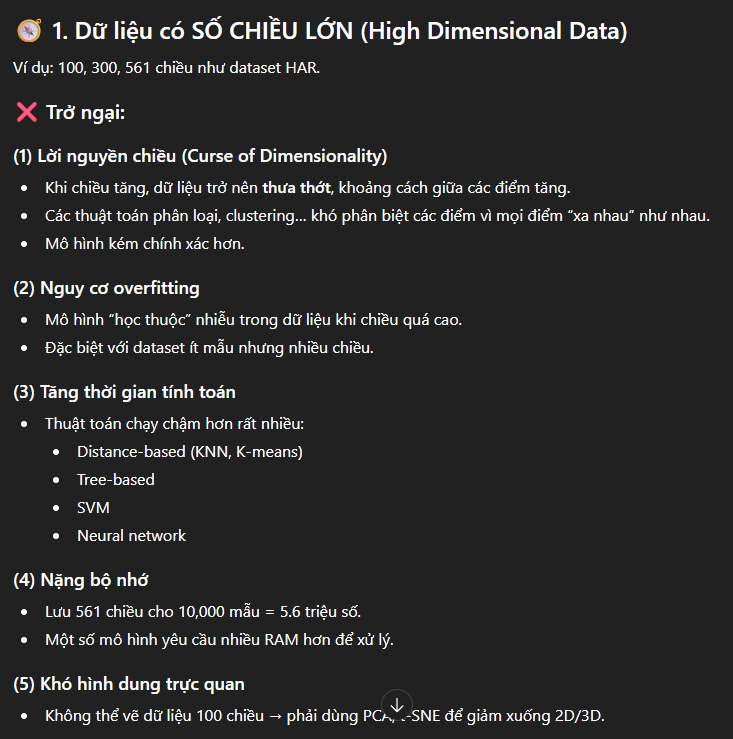 🧭 1. Dữ liệu có SỐ CHIỀU LỚN (High Dimensional Data)
Ví dụ: 100, 300, 561 chiều như dataset HAR.
❌ Trở ngại:
(1) Lời nguyền chiều (Curse of Dimensionality)
• Khi chiều tăng, dữ liệu trở nên thưa thớt, khoảng cách giữa các điểm tăng.
• Các thuật toán phân loại, clustering... khó phân biệt các điểm vì mọi điểm “xa nhau” như nhau.
• Mô hình kém chính xác hơn.
(2) Nguy cơ overfitting
• Mô hình “học thuộc” nhiễu trong dữ liệu khi chiều quá cao.
• Đặc biệt với dataset ít mẫu nhưng nhiều chiều.
(3) Tăng thời gian tính toán
• Thuật toán chạy chậm hơn rất nhiều:
• Distance-based (KNN, K-means)
• Tree-based
• SVM
• Neural network
(4) Nặng bộ nhớ
• Lưu 561 chiều cho 10,000 mẫu = 5.6 triệu số.
• Một số mô hình yêu cầu nhiều RAM hơn để xử lý.
(5) Khó hình dung trực quan
• Không thể vẽ dữ liệu 100 chiều → phải dùng PCA, t-SNE để giảm xuống 2D/3D.